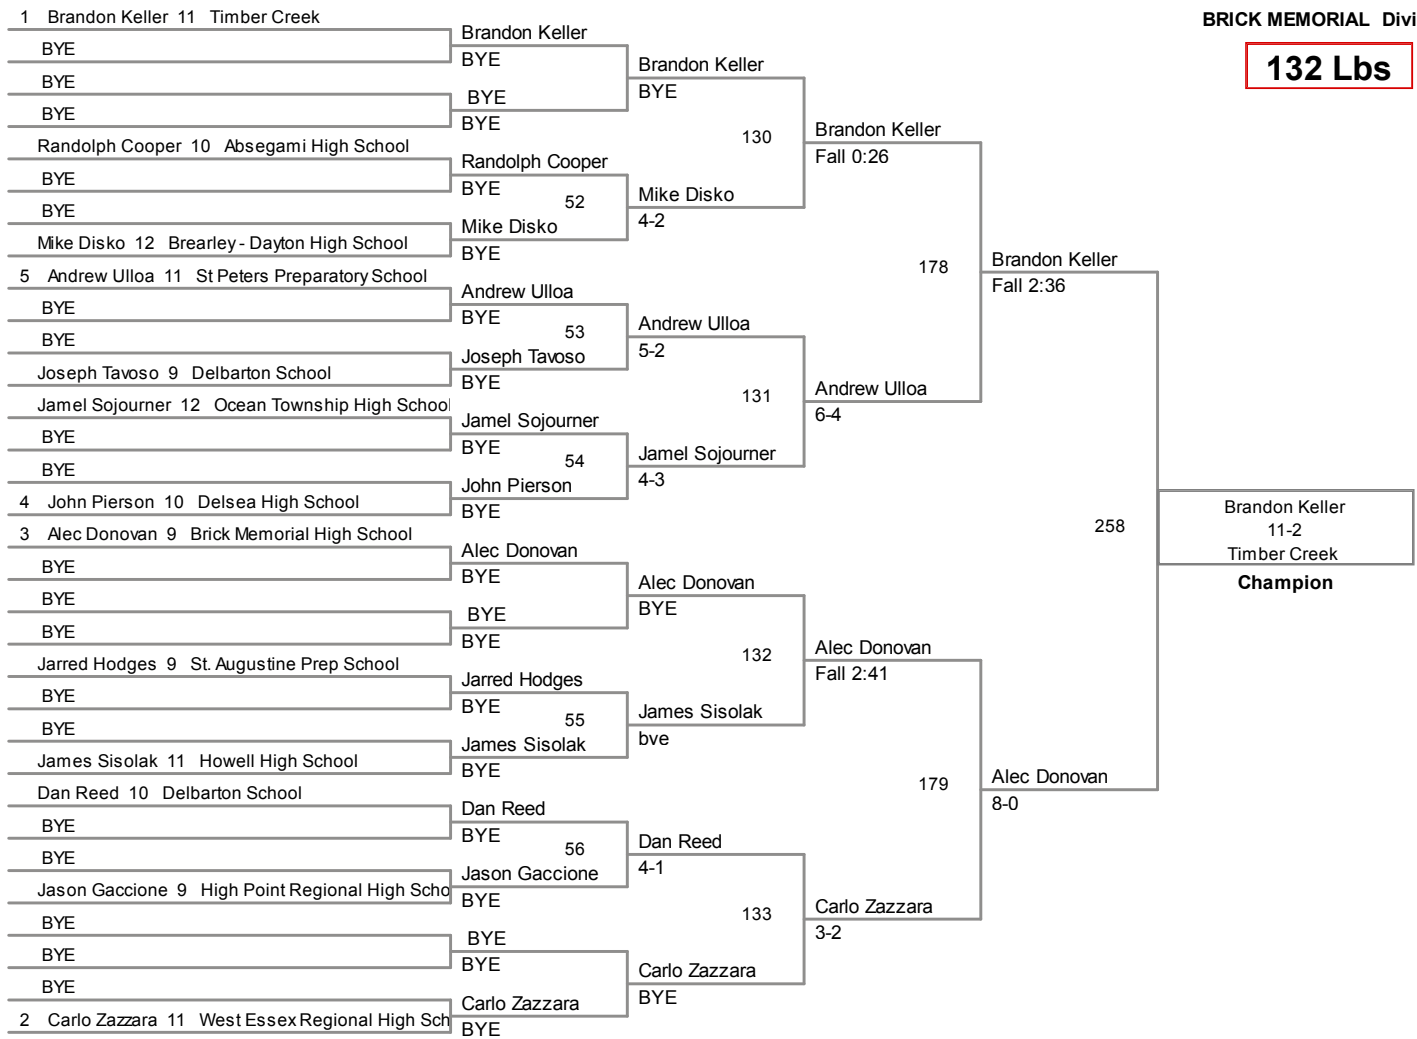 BRICK MEMORIAL Divi
132 Lbs
1 Brandon Keller 11 Timber Creek
BYE
BYE
BYE
Randolph Cooper 10 Absegami High School
BYE
BYE
Mike Disko 12 Brearley - Dayton High School
5 Andrew Ulloa 11 St Peters Preparatory School
BYE
BYE
Joseph Tavoso 9 Delbarton School
Jamel Sojourner 12 Ocean Township High School
BYE
BYE
4 John Pierson 10 Delsea High School
3 Alec Donovan 9 Brick Memorial High School
BYE
BYE
BYE
Jarred Hodges 9 St. Augustine Prep School
BYE
BYE
James Sisolak 11 Howell High School
Dan Reed 10 Delbarton School
BYE
BYE
Jason Gaccione 9 High Point Regional High Scho
BYE
BYE
BYE
2 Carlo Zazzara 11 West Essex Regional High Sch
Brandon Keller
BYE
BYE
BYE
Randolph Cooper
BYE
52
Mike Disko
BYE
Andrew Ulloa
BYE
53
Joseph Tavoso
BYE
Jamel Sojourner
BYE
54
John Pierson
BYE
Alec Donovan
BYE
BYE
BYE
Jarred Hodges
BYE
55
James Sisolak
BYE
Dan Reed
BYE
56
Jason Gaccione
BYE
BYE
BYE
Carlo Zazzara
BYE
Brandon Keller
BYE
130
Mike Disko
4-2
Andrew Ulloa
5-2
131
Jamel Sojourner
4-3
Alec Donovan
BYE
132
James Sisolak
bve
Dan Reed
4-1
133
Carlo Zazzara
BYE
Brandon Keller
Fall 0:26
178
Andrew Ulloa
6-4
Alec Donovan
Fall 2:41
179
Carlo Zazzara
3-2
Brandon Keller
Fall 2:36
258
Alec Donovan
8-0
Brandon Keller
11-2
Timber Creek
Champion